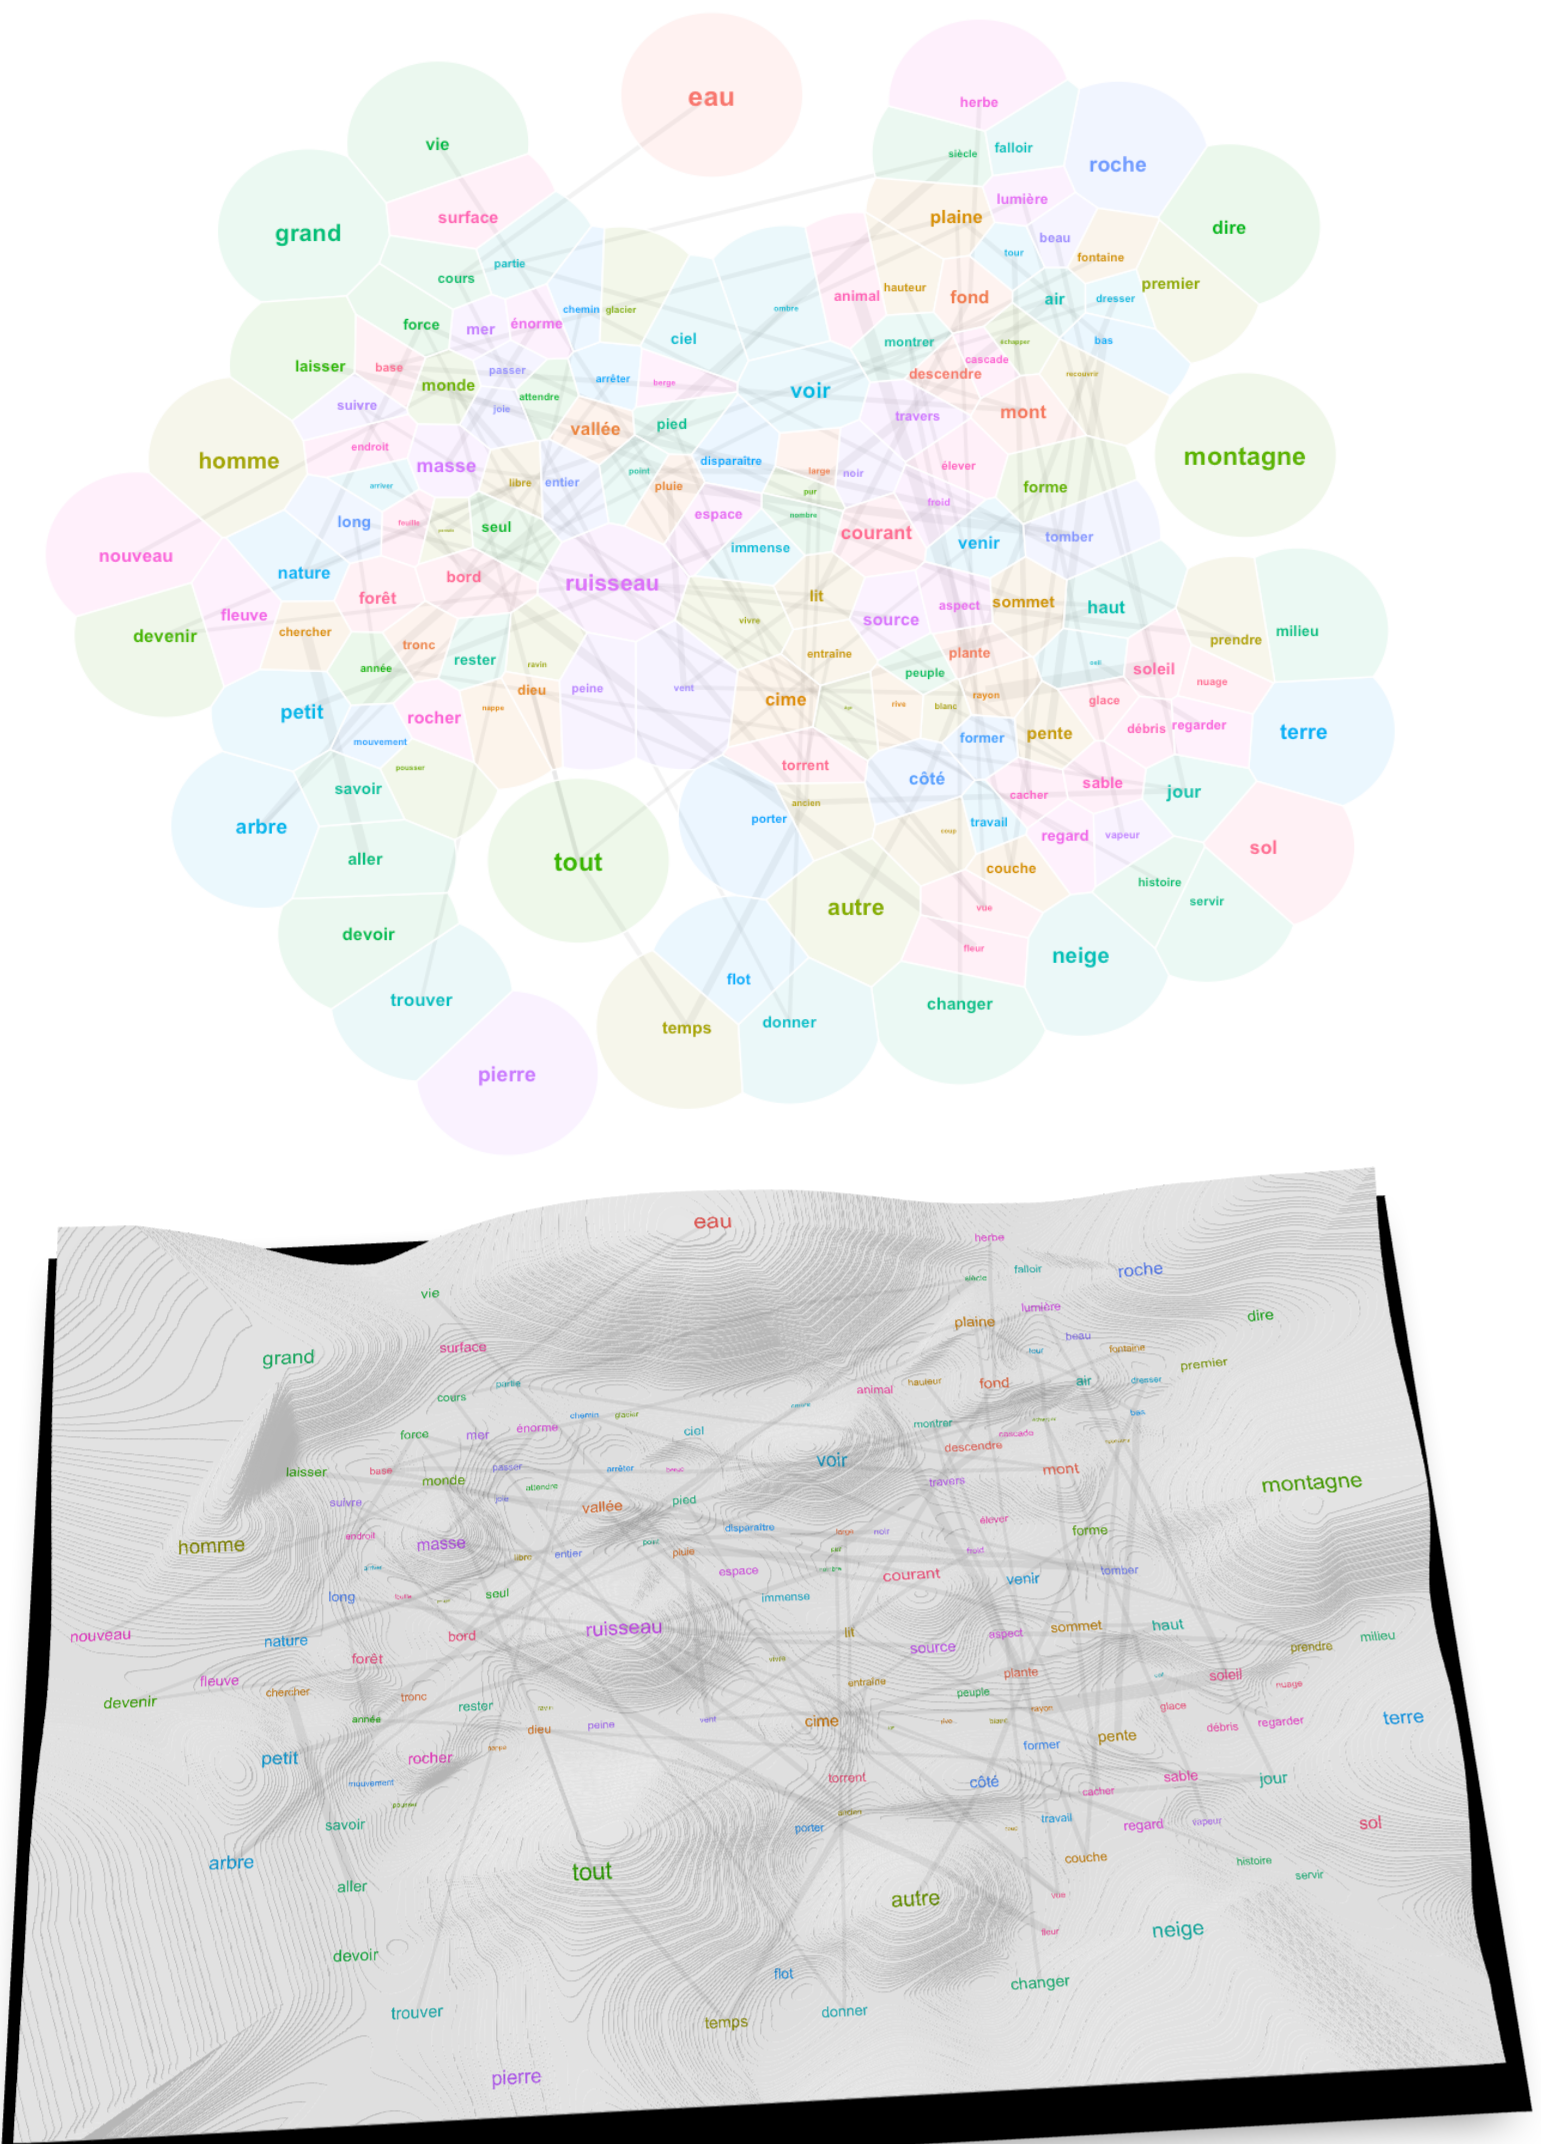 eau
herbe
vie
siècle
falloir
roche
surface
lumière
grand
plaine
dire
beau
partie
tour
fontaine
cours
premier
hauteur
animal
fond
air
dresser
chemin
glacier
ombre
force
mer
énorme
ciel
montrer
échapper
bas
cascade
laisser
base
passer
descendre
recouvrir
monde
arrêter
berge
voir
attendre
suivre
joie
travers
mont
vallée
pied
endroit
homme
masse
point
disparaître
large
noir
élever
montagne
arriver
libre
entier
pluie
pur
forme
froid
long
feuille
seul
espace
nombre
courant
venir
tomber
nouveau
immense
nature
bord
ruisseau
lit
forêt
aspect
sommet
haut
fleuve
vivre
source
devenir
chercher
milieu
tronc
prendre
année
rester
ravin
entraîne
peuple
plante
soleil
dieu
peine
vent
nuage
petit
rocher
nappe
cime
rive
blanc
rayon
glace
mouvement
former
pente
débris
regarder
terre
pousser
torrent
côté
savoir
ancien
cacher
sable
jour
arbre
porter
coup
travail
regard
vapeur
aller
tout
couche
sol
histoire
autre
vue
servir
devoir
fleur
neige
flot
trouver
changer
temps
donner
pierre
eau
herbe
falloir
roche
siècle
vie
lumière
plaine
dire
beau
surface
tour
fontaine
grand
premier
partie
hauteur
fond
air
dresser
cours
animal
chemin
glacier
bas
force
mer
énorme
ciel
montrer
cascade
descendre
laisser
base
passer
arrêter
voir
mont
monde
attendre
travers
montagne
suivre
joie
vallée
pied
endroit
disparaître
large
noir
élever
forme
homme
masse
libre
entier
pluie
froid
long
seul
espace
courant
venir
tomber
immense
nouveau
nature
bord
ruisseau
lit
source
aspect
sommet
haut
forêt
vivre
prendre
milieu
fleuve
chercher
entraîne
plante
soleil
devenir
tronc
rester
peuple
nuage
année
dieu
peine
vent
cime
rayon
glace
débris
regarder
terre
petit
rocher
former
pente
mouvement
torrent
côté
cacher
sable
jour
savoir
porter
ancien
travail
regard
vapeur
sol
arbre
aller
tout
couche
histoire
autre
vue
servir
devoir
fleur
neige
flot
changer
trouver
temps
donner
pierre